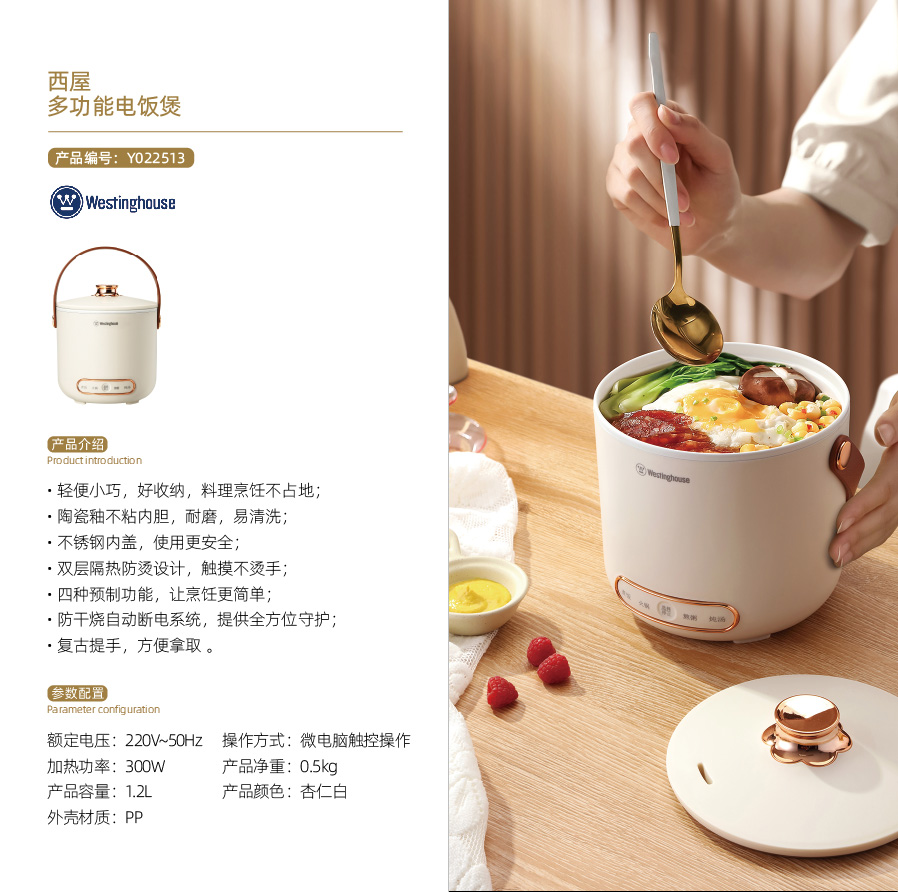 西屋
多功能电饭煲
产品编号：Y022513
Westinghouse
Westinghouse
产品介绍
Product introduction
• 轻便小巧，好收纳，料理烹饪不占地；
• 陶瓷釉不粘内胆，耐磨，易清洗；
• 不锈钢内盖，使用更安全；
• 双层隔热防烫设计，触摸不烫手；
• 四种预制功能，让烹饪更简单；
• 防干烧自动断电系统，提供全方位守护；
• 复古提手，方便拿取 。
参数配置
Parameter configuration
额定电压：220V~50Hz 操作方式：微电脑触控操作
加热功率：300W 产品净重：0.5kg
产品容量：1.2L 产品颜色：杏仁白
外壳材质：PP
Westinghouse
火锅
炖汤